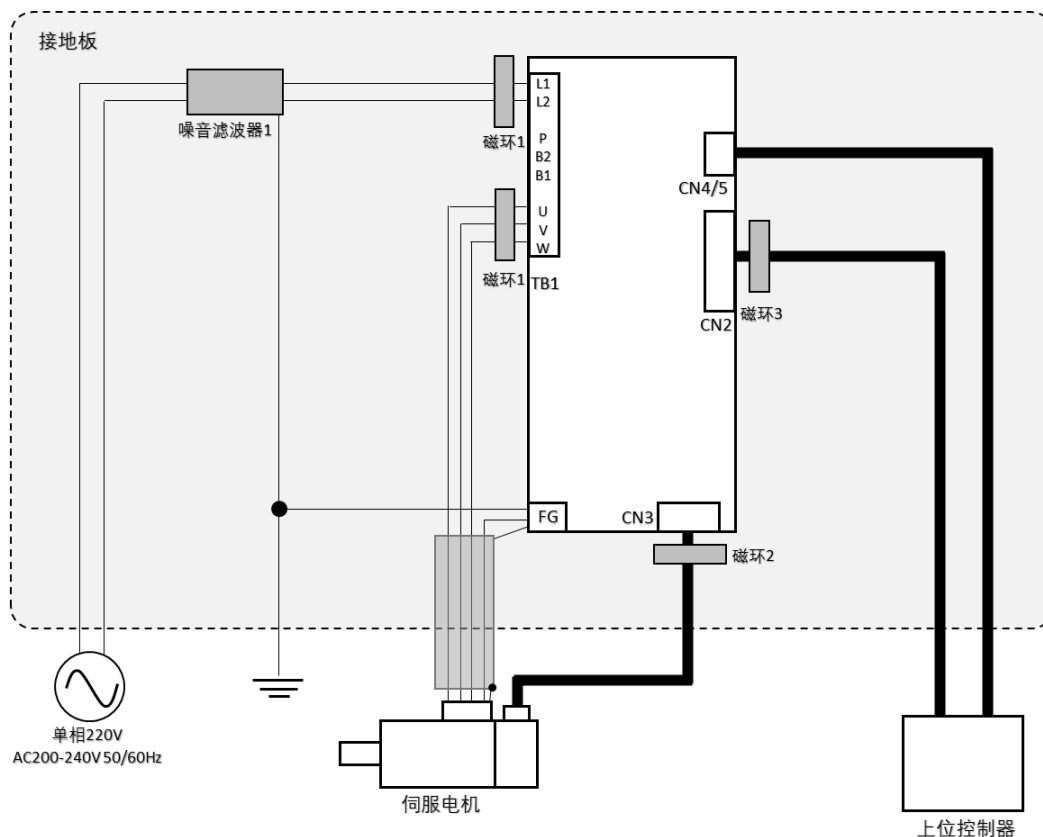 接地板
噪音滤波器1
磁环1
L1
L2
P
B2
B1
U
V
W
磁环1
TB1
CN4/5
CN2
磁环3
FG
CN3
磁环2
单相220V
AC200-240V 50/60Hz
伺服电机
上位控制器